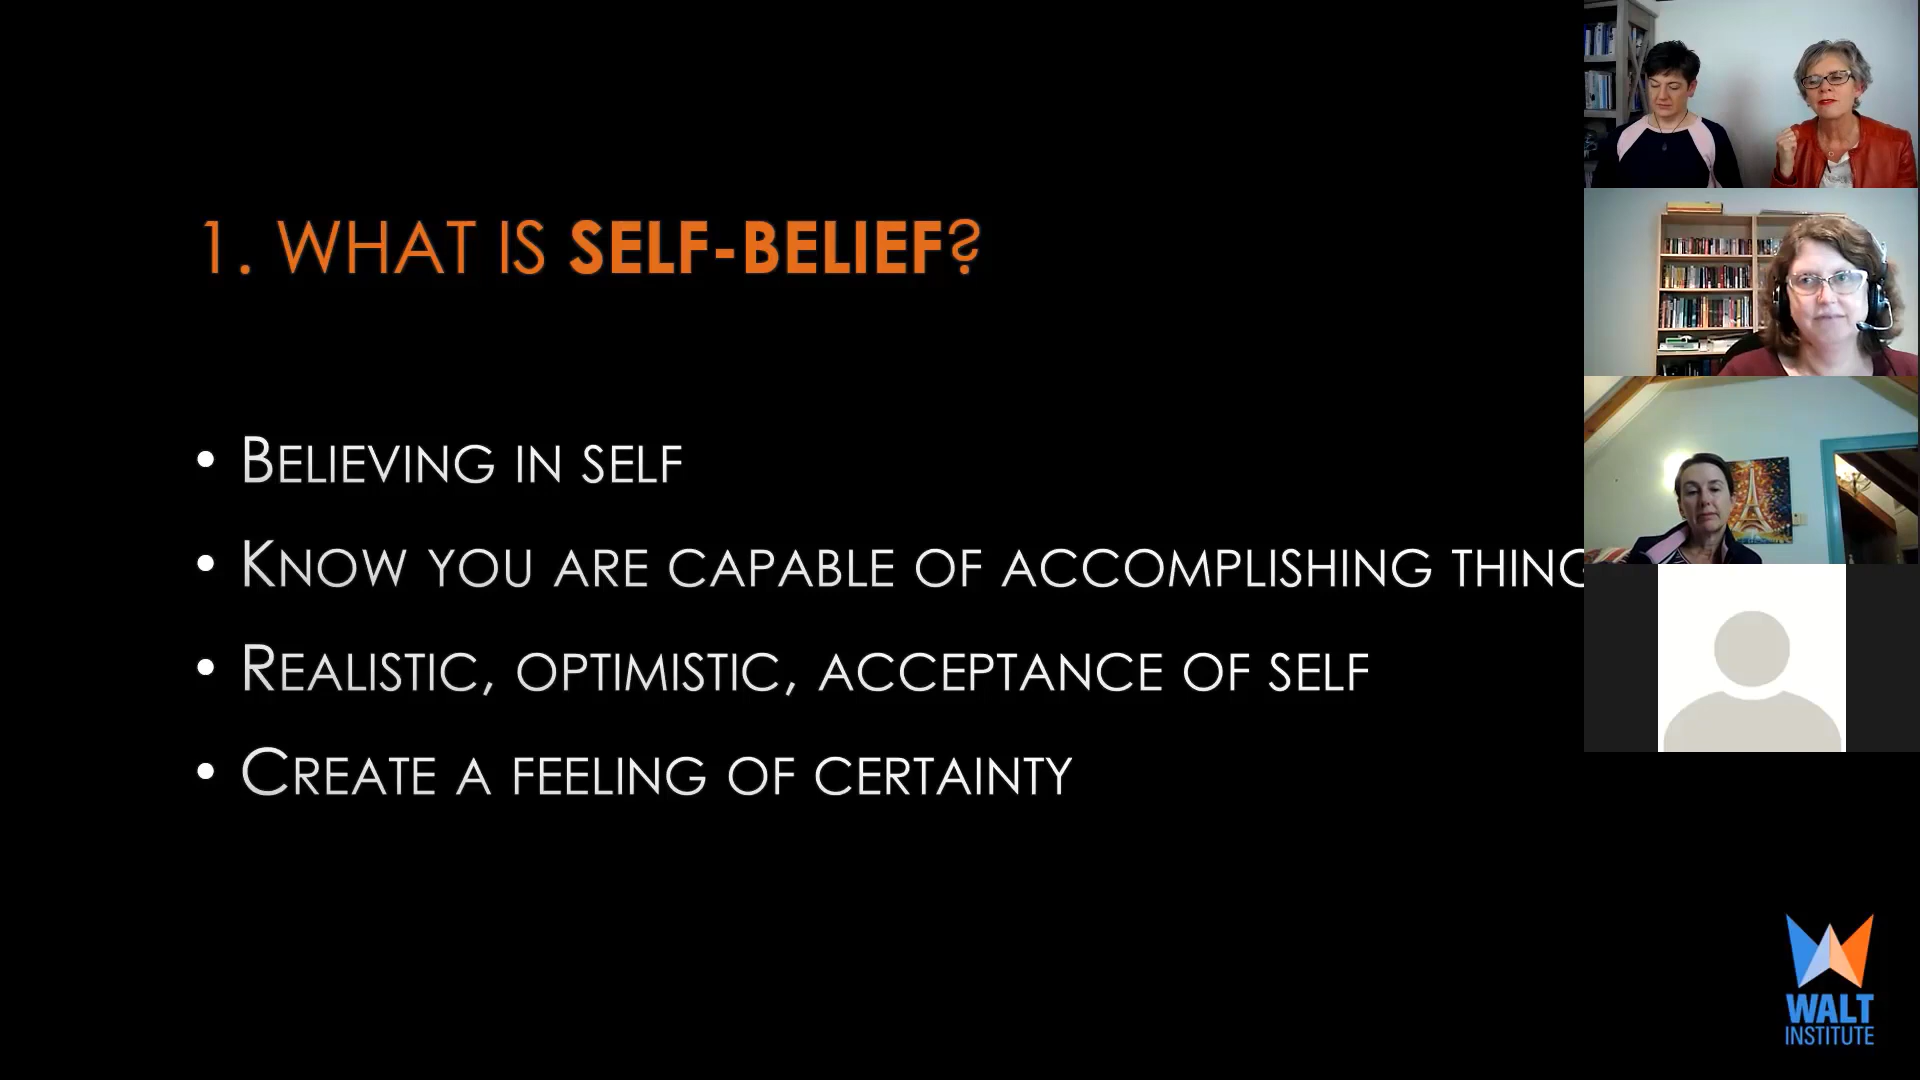 1. WHAT IS SELF-BELIEF?
• BELIEVING IN SELF
• KNOW YOU ARE CAPABLE OF ACCOMPLISHING
• REALISTIC, OPTIMISTIC, ACCEPTANCE OF SELF
• CREATE A FEELING OF CERTAINTY
WALT
INSTITUTE